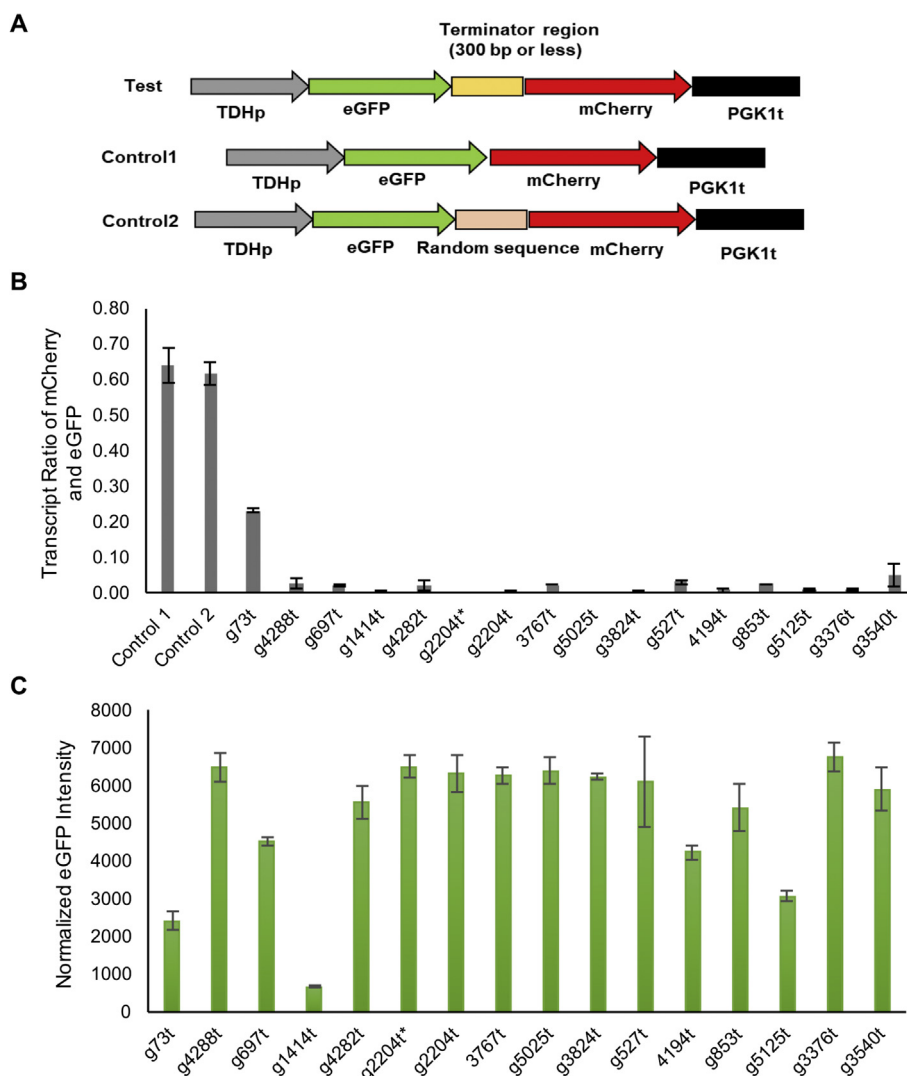 A
Terminator region
(300 bp or less)
Test
TDHp
eGFP
mCherry
PGK1t
Control1
TDHp
eGFP
mCherry
PGK1t
Control2
TDHp
eGFP
Random sequence
mCherry
PGK1t
B
Transcript Ratio of mCherry
and eGFP
0.80
0.70
0.60
0.50
0.40
0.30
0.20
0.10
0.00
Control 1
Control 2
g73t
g4288t
g697t
g1414t
g4282t
g2204t*
g2204t
3767t
g5025t
g3824t
g527t
4194t
g853t
g5125t
g3376t
g3540t
C
Normalized eGFP Intensity
8000
7000
6000
5000
4000
3000
2000
1000
0
g73t
g4288t
g697t
g1414t
g4282t
g2204t*
g2204t
3767t
g5025t
g3824t
g527t
4194t
g853t
g5125t
g3376t
g3540t